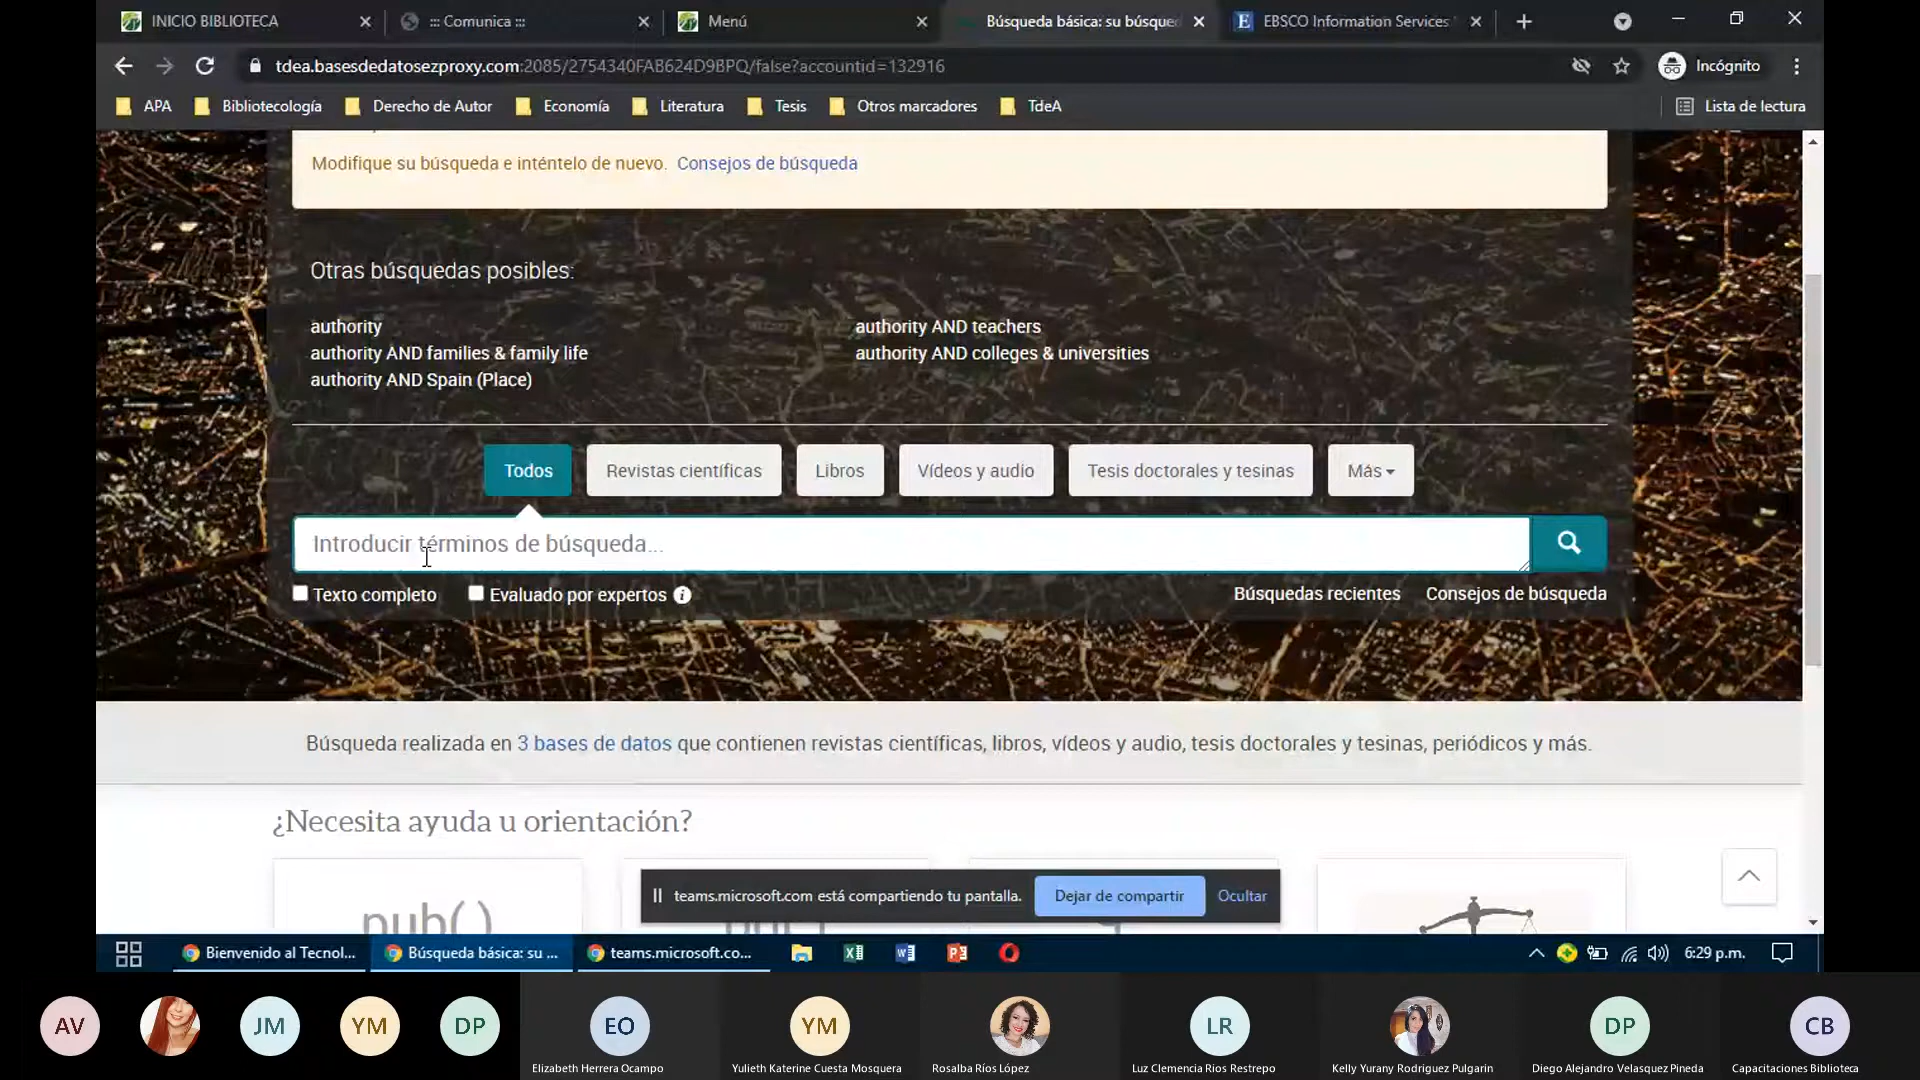 INICIO BIBLIOTECA
::: Comunica :::
Menú
Búsqueda básica: su búsque
EBSCO Information Services
tdea.basesdedatosezproxy.com:2085/2754340FAB624D9BPQ/false?accountid=132916
Incógnito
APA
Bibliotecología
Derecho de Autor
Economía
Literatura
Tesis
Otros marcadores
TdeA
Lista de lectura
Modifique su búsqueda e inténtelo de nuevo. Consejos de búsqueda
Otras búsquedas posibles:
authority
authority AND teachers
authority AND families & family life
authority AND colleges & universities
authority AND Spain (Place)
Todos
Revistas científicas
Libros
Vídeos y audio
Tesis doctorales y tesinas
Más
Introducir términos de búsqueda...
Texto completo
Evaluado por expertos
Búsquedas recientes
Consejos de búsqueda
Búsqueda realizada en 3 bases de datos que contienen revistas científicas, libros, vídeos y audio, tesis doctorales y tesinas, periódicos y más.
¿Necesita ayuda u orientación?
pub()
teams.microsoft.com está compartiendo tu pantalla.
Dejar de compartir
Ocultar
Bienvenido al Tecnol...
Búsqueda básica: su ...
teams.microsoft.co...
6:29 p.m.
AV
JM
YM
DP
EO
YM
LR
DP
CB
Elizabeth Herrera Ocampo
Yulieth Katerine Cuesta Mosquera
Rosalba Ríos López
Luz Clemencia Rios Restrepo
Kelly Yurany Rodriguez Pulgarin
Diego Alejandro Velasquez Pineda
Capacitaciones Biblioteca